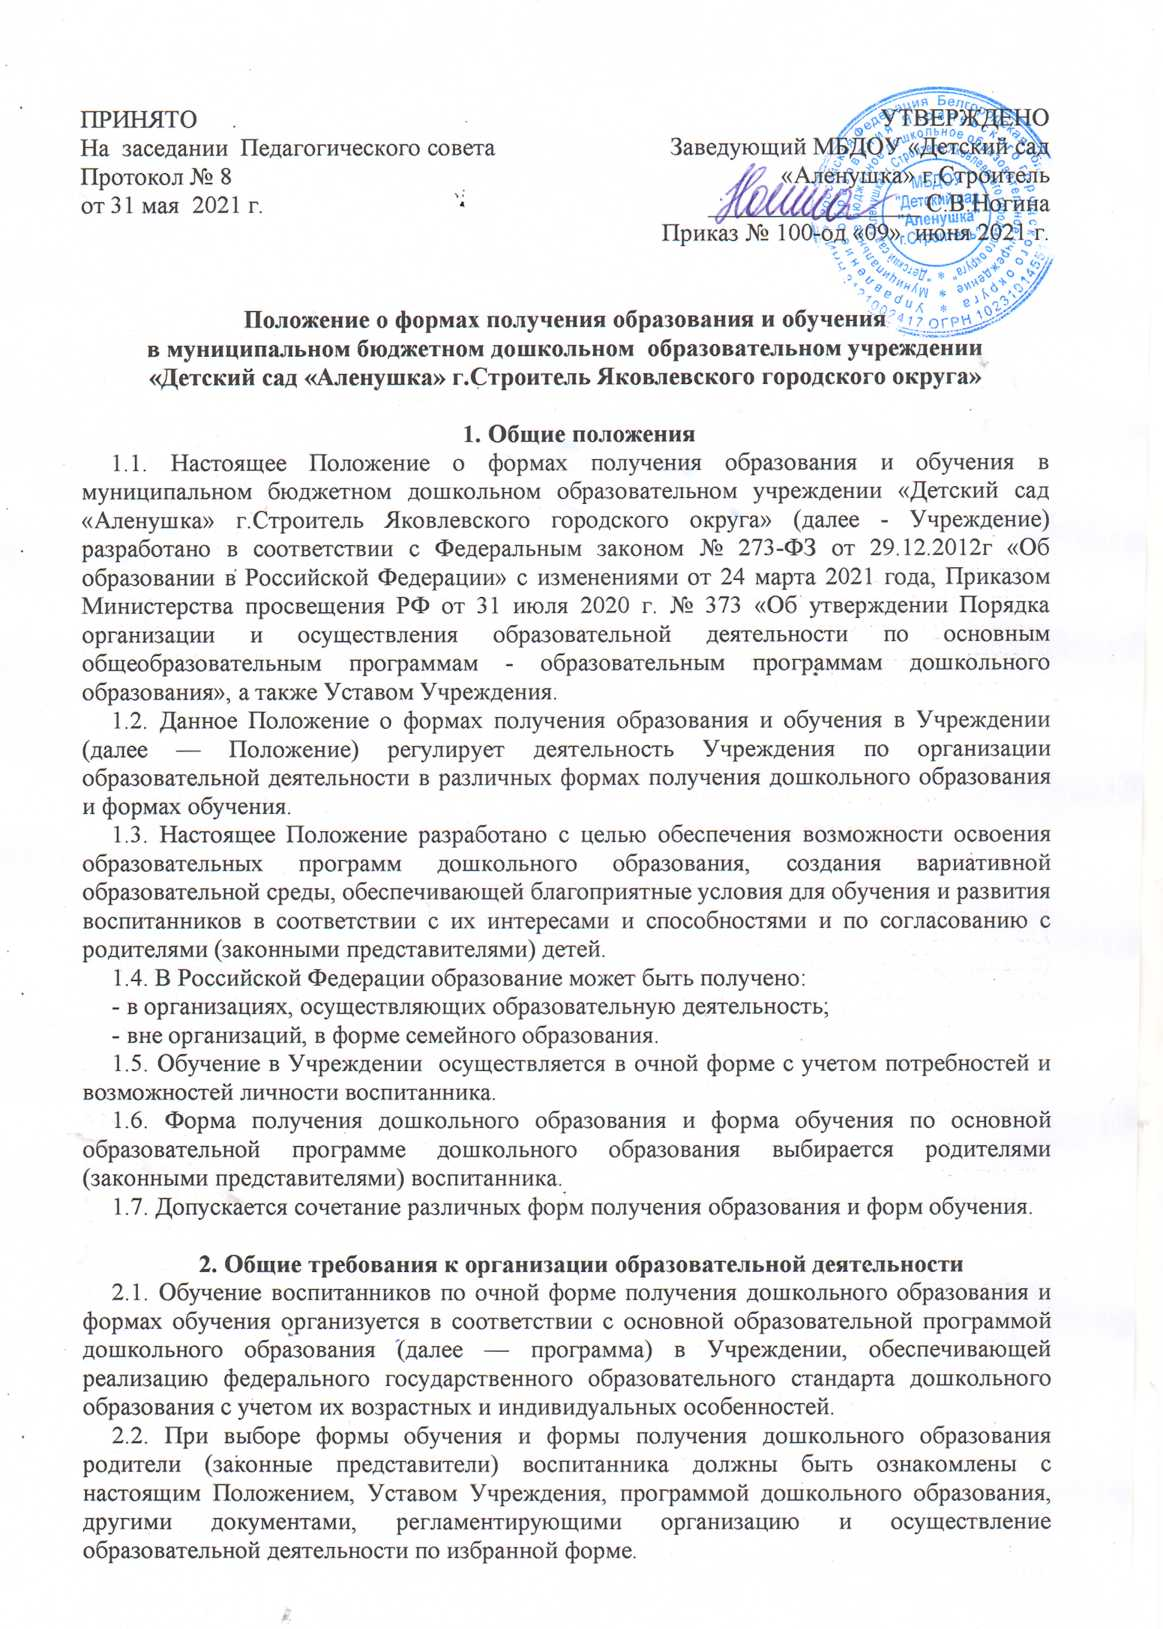 ПРИНЯТО
На заседании Педагогического совета
Протокол № 8
от 31 мая 2021 г.
УТВЕРЖДЕНО
Заведующий МБДОУ «Детский сад
«Аленушка» г.Строитель
С.В.Ногина
Приказ № 100-од «09» июня 2021 г.
МБДОУ
"Детский сад
"Аленушка"
г.Строитель"
Положение о формах получения образования и обучения
в муниципальном бюджетном дошкольном образовательном учреждении
«Детский сад «Аленушка» г.Строитель Яковлевского городского округа»
1. Общие положения
1.1. Настоящее Положение о формах получения образования и обучения в
муниципальном бюджетном дошкольном образовательном учреждении «Детский сад
«Аленушка» г.Строитель Яковлевского городского округа» (далее - Учреждение)
разработано в соответствии с Федеральным законом № 273-ФЗ от 29.12.2012г «Об
образовании в Российской Федерации» с изменениями от 24 марта 2021 года, Приказом
Министерства просвещения РФ от 31 июля 2020 г. № 373 «Об утверждении Порядка
организации и осуществления образовательной деятельности по основным
общеобразовательным программам - образовательным программам дошкольного
образования», а также Уставом Учреждения.
1.2. Данное Положение о формах получения образования и обучения в Учреждении
(далее — Положение) регулирует деятельность Учреждения по организации
образовательной деятельности в различных формах получения дошкольного образования
и формах обучения.
1.3. Настоящее Положение разработано с целью обеспечения возможности освоения
образовательных программ дошкольного образования, создания вариативной
образовательной среды, обеспечивающей благоприятные условия для обучения и развития
воспитанников в соответствии с их интересами и способностями и по согласованию с
родителями (законными представителями) детей.
1.4. В Российской Федерации образование может быть получено:
- в организациях, осуществляющих образовательную деятельность;
- вне организаций, в форме семейного образования.
1.5. Обучение в Учреждении осуществляется в очной форме с учетом потребностей и
возможностей личности воспитанника.
1.6. Форма получения дошкольного образования и форма обучения по основной
образовательной программе дошкольного образования выбирается родителями
(законными представителями) воспитанника.
1.7. Допускается сочетание различных форм получения образования и форм обучения.
2. Общие требования к организации образовательной деятельности
2.1. Обучение воспитанников по очной форме получения дошкольного образования и
формах обучения организуется в соответствии с основной образовательной программой
дошкольного образования (далее — программа) в Учреждении, обеспечивающей
реализацию федерального государственного образовательного стандарта дошкольного
образования с учетом их возрастных и индивидуальных особенностей.
2.2. При выборе формы обучения и формы получения дошкольного образования
родители (законные представители) воспитанника должны быть ознакомлены с
настоящим Положением, Уставом Учреждения, программой дошкольного образования,
другими документами, регламентирующими организацию и осуществление
образовательной деятельности по избранной форме.